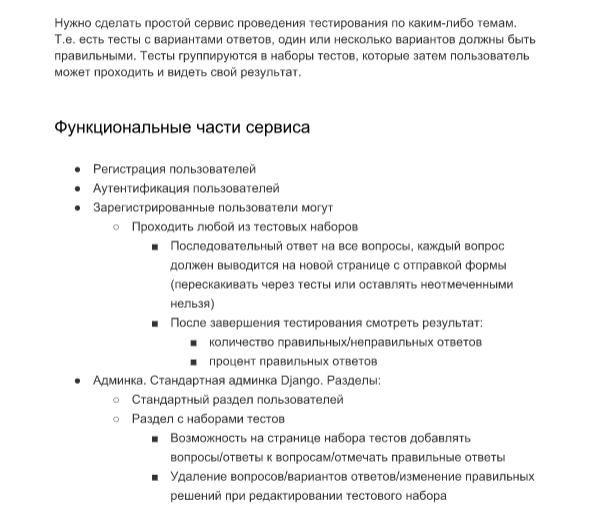 Нужно сделать простой сервис проведения тестирования по каким-либо темам.
Т.е. есть тесты с вариантами ответов, один или несколько вариантов должны быть
правильными. Тесты группируются в наборы тестов, которые затем пользователь
может проходить и видеть свой результат.
Функциональные части сервиса
● Регистрация пользователей
● Аутентификация пользователей
● Зарегистрированные пользователи могут
○ Проходить любой из тестовых наборов
■ Последовательный ответ на все вопросы, каждый вопрос
должен выводится на новой странице с отправкой формы
(перескакивать через тесты или оставлять неотмеченными
нельзя)
■ После завершения тестирования смотреть результат:
■ количество правильных/неправильных ответов
■ процент правильных ответов
● Админка. Стандартная админка Django. Разделы:
○ Стандартный раздел пользователей
○ Раздел с наборами тестов
■ Возможность на странице набора тестов добавлять
вопросы/ответы к вопросам/отмечать правильные ответы
■ Удаление вопросов/вариантов ответов/изменение правильных
решений при редактировании тестового набора